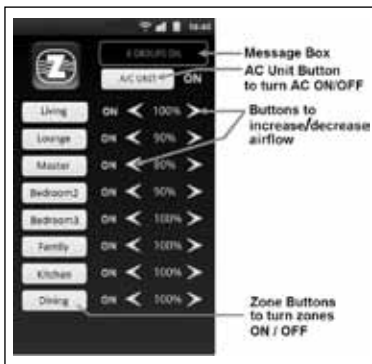 Z
GROUPS ON
Message Box
A/C UNIT ON
AC Unit Button
to turn AC ON/OFF
Living ON 100%
Buttons to
increase/decrease
airflow
Lounge ON 90%
Master ON 80%
Bedroom2 ON 90%
Bedroom3 ON 100%
Family ON 100%
Kitchen ON 100%
Dining ON 100%
Zone Buttons
to turn zones
ON / OFF